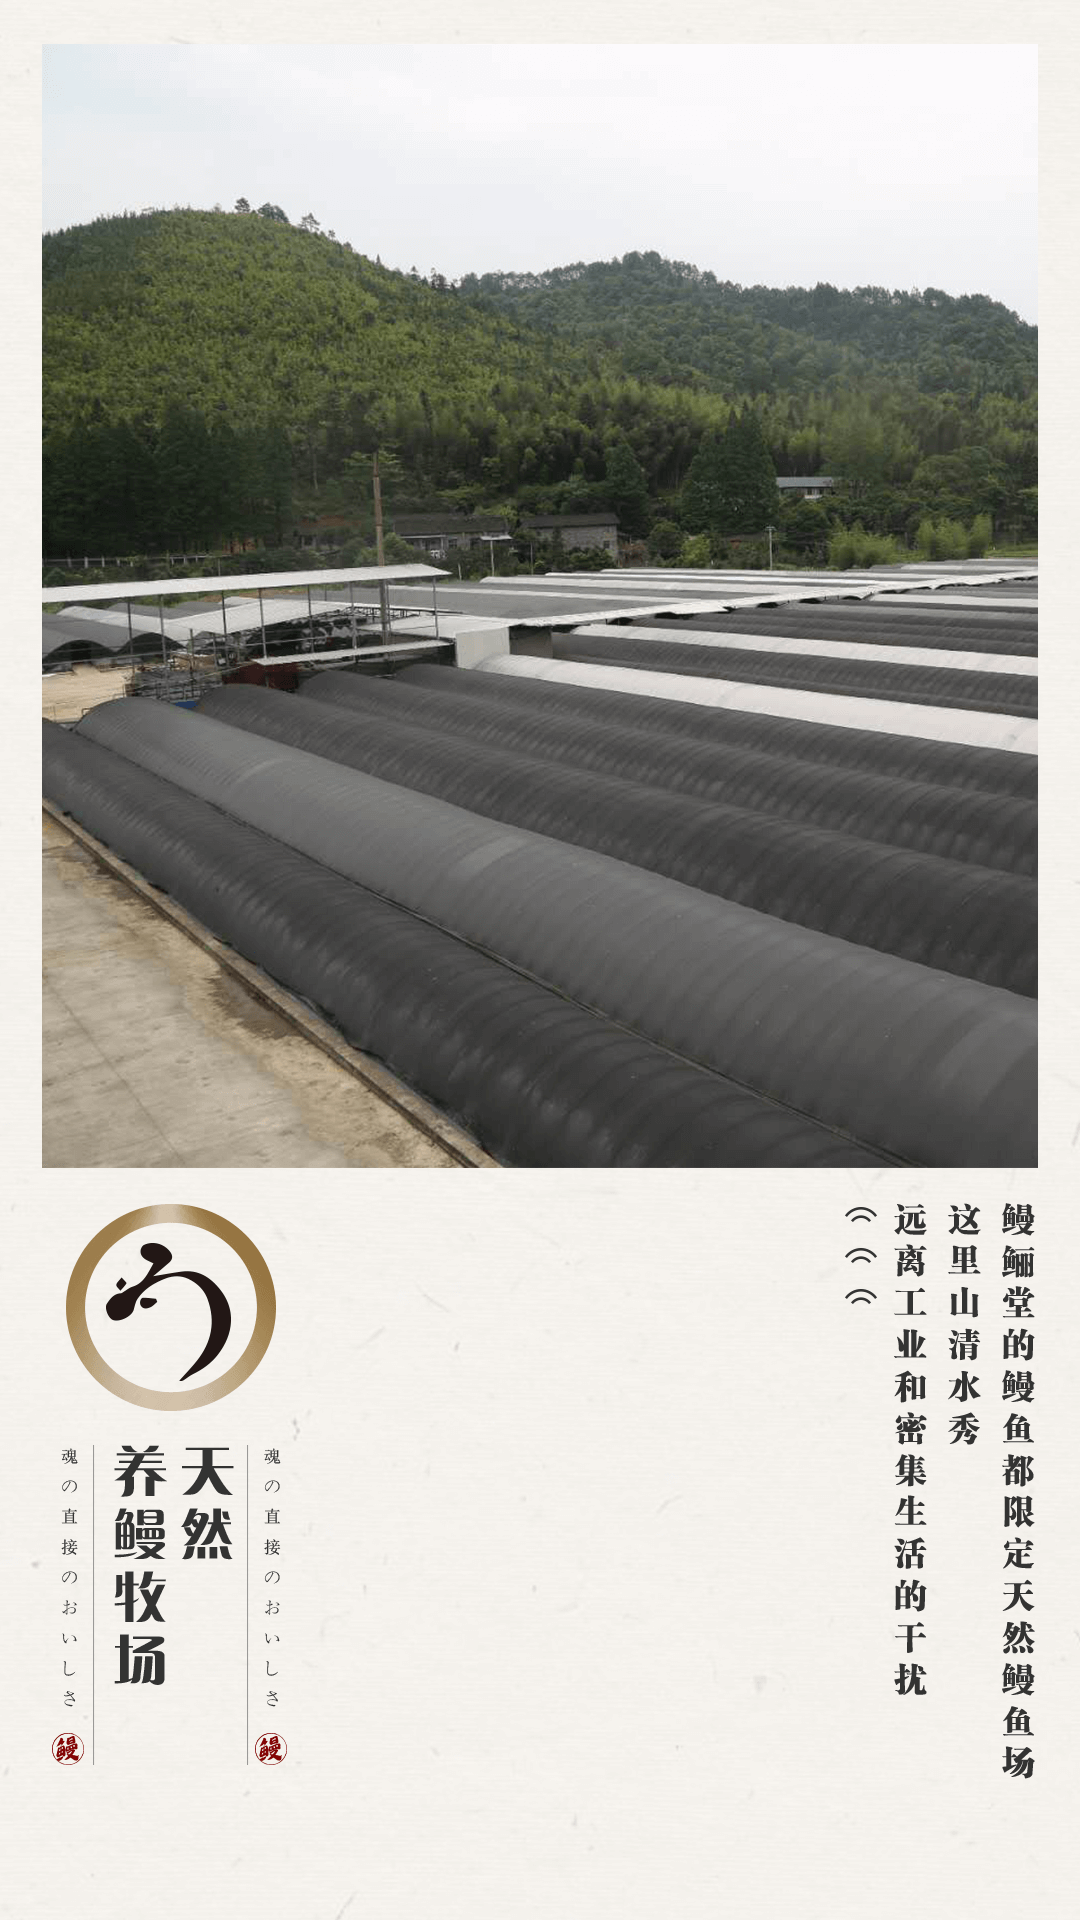 鳗鲡堂的鳗鱼都限定天然鳗鱼场
这里山清水秀
远离工业和密集生活的干扰
う
魂の直接のおいしさ
鳗
天然
养鳗牧场
魂の直接のおいしさ
鳗